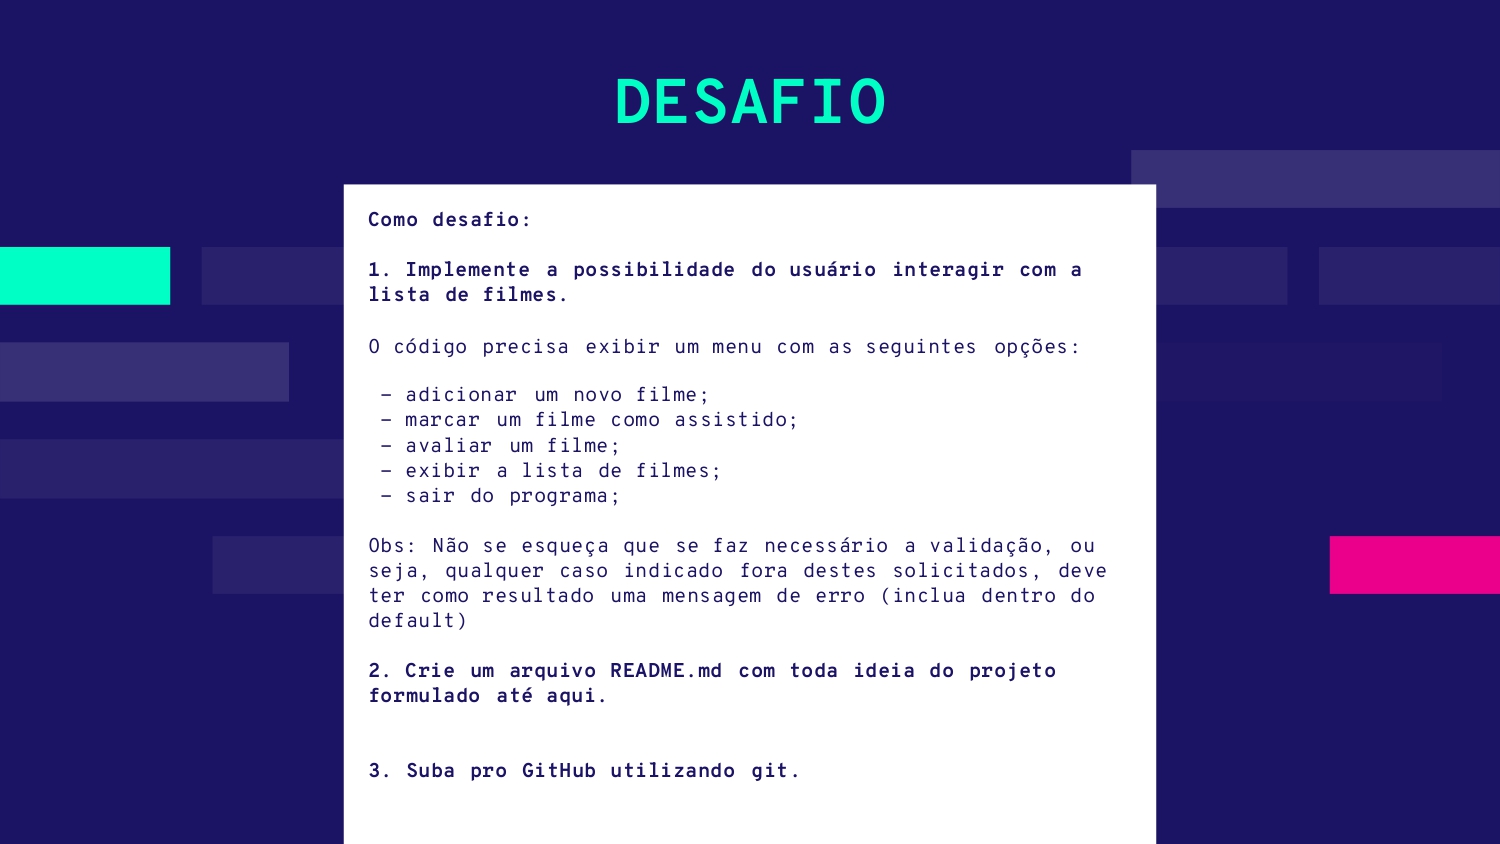 DESAFIO
Como desafio:
1. Implemente a possibilidade do usuário interagir com a
lista de filmes.
O código precisa exibir um menu com as seguintes opções:
- adicionar um novo filme;
- marcar um filme como assistido;
- avaliar um filme;
- exibir a lista de filmes;
- sair do programa;
Obs: Não se esqueça que se faz necessário a validação, ou
seja, qualquer caso indicado fora destes solicitados, deve
ter como resultado uma mensagem de erro (inclua dentro do
default)
2. Crie um arquivo README.md com toda ideia do projeto
formulado até aqui.
3. Suba pro GitHub utilizando git.